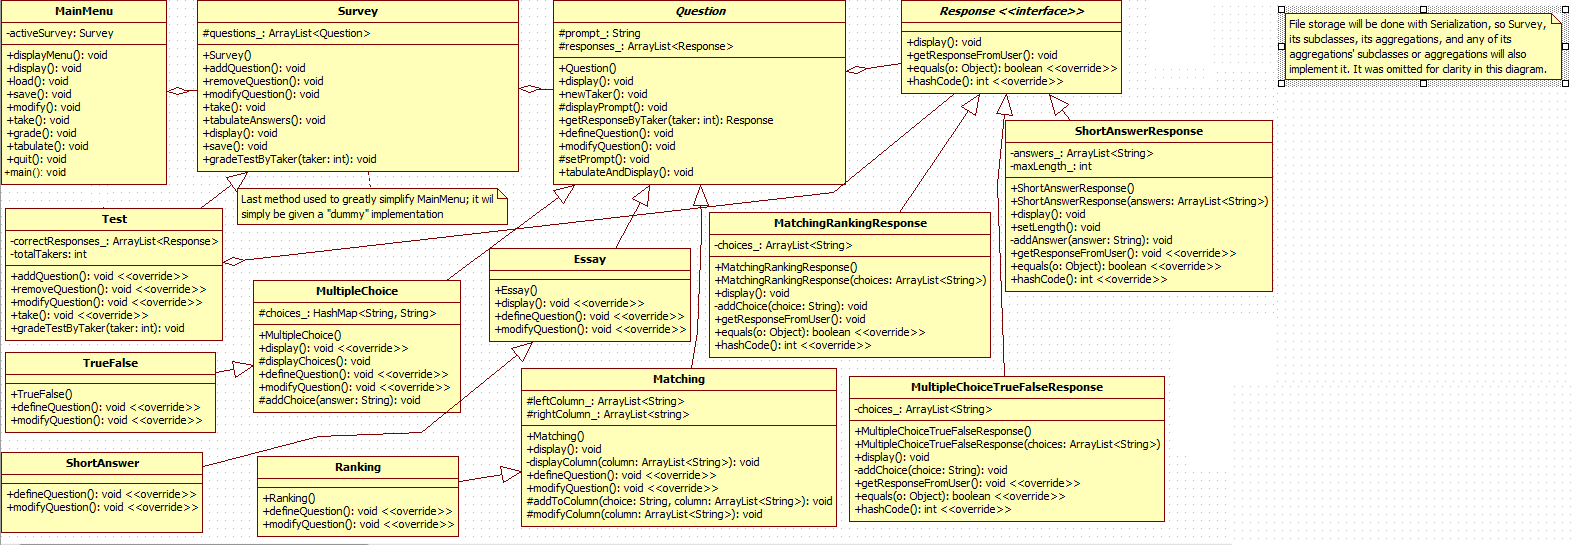 MainMenu
-activeSurvey: Survey
+displayMenu(): void
+display(): void
+load(): void
+save(): void
+modify(): void
+take(): void
+grade(): void
+tabulate(): void
+quit(): void
+main(): void
Survey
#questions_: ArrayList<Question>
+Survey()
+addQuestion(): void
+removeQuestion(): void
+modifyQuestion(): void
+take(): void
+tabulateAnswers(): void
+display(): void
+save(): void
+gradeTestByTaker(taker: int): void
Question
#prompt_: String
#responses_: ArrayList<Response>
+Question()
+display(): void
+newTaker(): void
#displayPrompt(): void
+getResponseByTaker(taker: int): Response
+defineQuestion(): void
+modifyQuestion(): void
#setPrompt(): void
+tabulateAndDisplay(): void
Response <<interface>>
+display(): void
+getResponseFromUser(): void
+equals(o: Object): boolean <<override>>
+hashCode(): int <<override>>
File storage will be done with Serialization, so Survey,
its subclasses, its aggregations, and any of its
aggregations' subclasses or aggregations will also
implement it. It was omitted for clarity in this diagram.
ShortAnswerResponse
-answers_: ArrayList<String>
-maxLength_: int
+ShortAnswerResponse()
+ShortAnswerResponse(answers: ArrayList<String>)
+display(): void
+setLength(): void
-addAnswer(answer: String): void
+getResponseFromUser(): void <<override>>
+equals(o: Object): boolean <<override>>
+hashCode(): int <<override>>
Last method used to greatly simplify MainMenu; it wil
simply be given a "dummy" implementation
Test
-correctResponses_: ArrayList<Response>
-totalTakers: int
+addQuestion(): void <<override>>
+removeQuestion(): void <<override>>
+modifyQuestion(): void <<override>>
+take(): void <<override>>
+gradeTestByTaker(taker: int): void
MatchingRankingResponse
-choices_: ArrayList<String>
+MatchingRankingResponse()
+MatchingRankingResponse(choices: ArrayList<String>)
+display(): void
-addChoice(choice: String): void
+getResponseFromUser(): void
+equals(o: Object): boolean <<override>>
+hashCode(): int <<override>>
Essay
+Essay()
+display(): void <<override>>
+defineQuestion(): void <<override>>
+modifyQuestion(): void <<override>>
MultipleChoice
#choices_: HashMap<String, String>
+MultipleChoice()
+display(): void <<override>>
#displayChoices(): void
+defineQuestion(): void <<override>>
+modifyQuestion(): void <<override>>
#addChoice(answer: String): void
TrueFalse
+TrueFalse()
+defineQuestion(): void <<override>>
+modifyQuestion(): void <<override>>
Matching
#leftColumn_: ArrayList<String>
#rightColumn_: ArrayList<string>
+Matching()
+display(): void
-displayColumn(column: ArrayList<String>): void
+defineQuestion(): void <<override>>
+modifyQuestion(): void <<override>>
#addToColumn(choice: String, column: ArrayList<String>): void
#modifyColumn(column: ArrayList<String>): void
MultipleChoiceTrueFalseResponse
-choices_: ArrayList<String>
+MultipleChoiceTrueFalseResponse()
+MultipleChoiceTrueFalseResponse(choices: ArrayList<String>)
+display(): void
-addChoice(choice: String): void
+getResponseFromUser(): void <<override>>
+equals(o: Object): boolean <<override>>
+hashCode(): int <<override>>
ShortAnswer
+defineQuestion(): void <<override>>
+modifyQuestion(): void <<override>>
Ranking
+Ranking()
+defineQuestion(): void <<override>>
+modifyQuestion(): void <<override>>